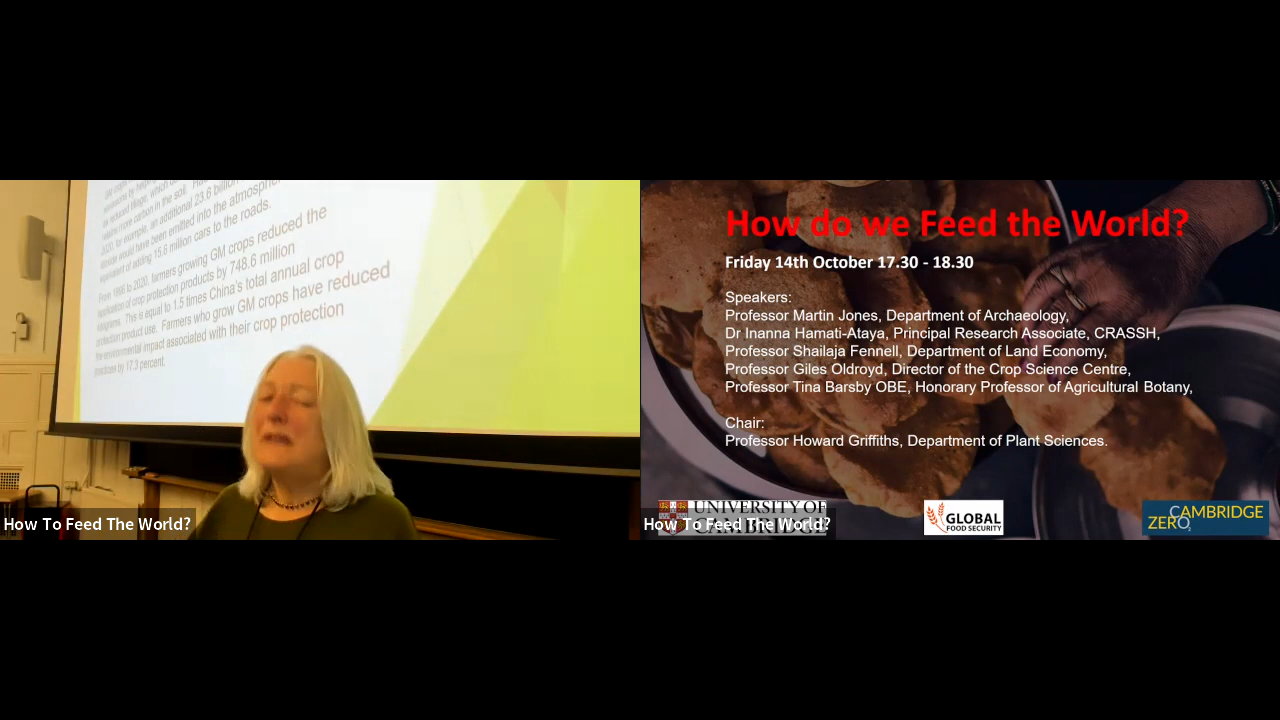 as reduced tillage, which
more carbon in the soil.
2020, for example, an additional 23.6 billion
dioxide would have been emitted into the atmosphere
equivalent of adding 15.6 million cars to the roads.
From 1996 to 2020, farmers growing GM crops reduced the
application of crop protection products by 748.6 million
kilograms. This is equal to 1.5 times China's total annual crop
protection product use. Farmers who grow GM crops have reduced
the environmental impact associated with their crop protection
practices by 17.3 percent.
How To Feed The World?
How do we Feed the World?
Friday 14th October 17.30 - 18.30
Speakers:
Professor Martin Jones, Department of Archaeology,
Dr Inanna Hamati-Ataya, Principal Research Associate, CRASSH,
Professor Shailaja Fennell, Department of Land Economy,
Professor Giles Oldroyd, Director of the Crop Science Centre,
Professor Tina Barsby OBE, Honorary Professor of Agricultural Botany,
Chair:
Professor Howard Griffiths, Department of Plant Sciences.
UNIVERSITY OF
CAMBRIDGE
How To Feed The World?
GLOBAL
FOOD SECURITY
CAMBRIDGE
ZERO